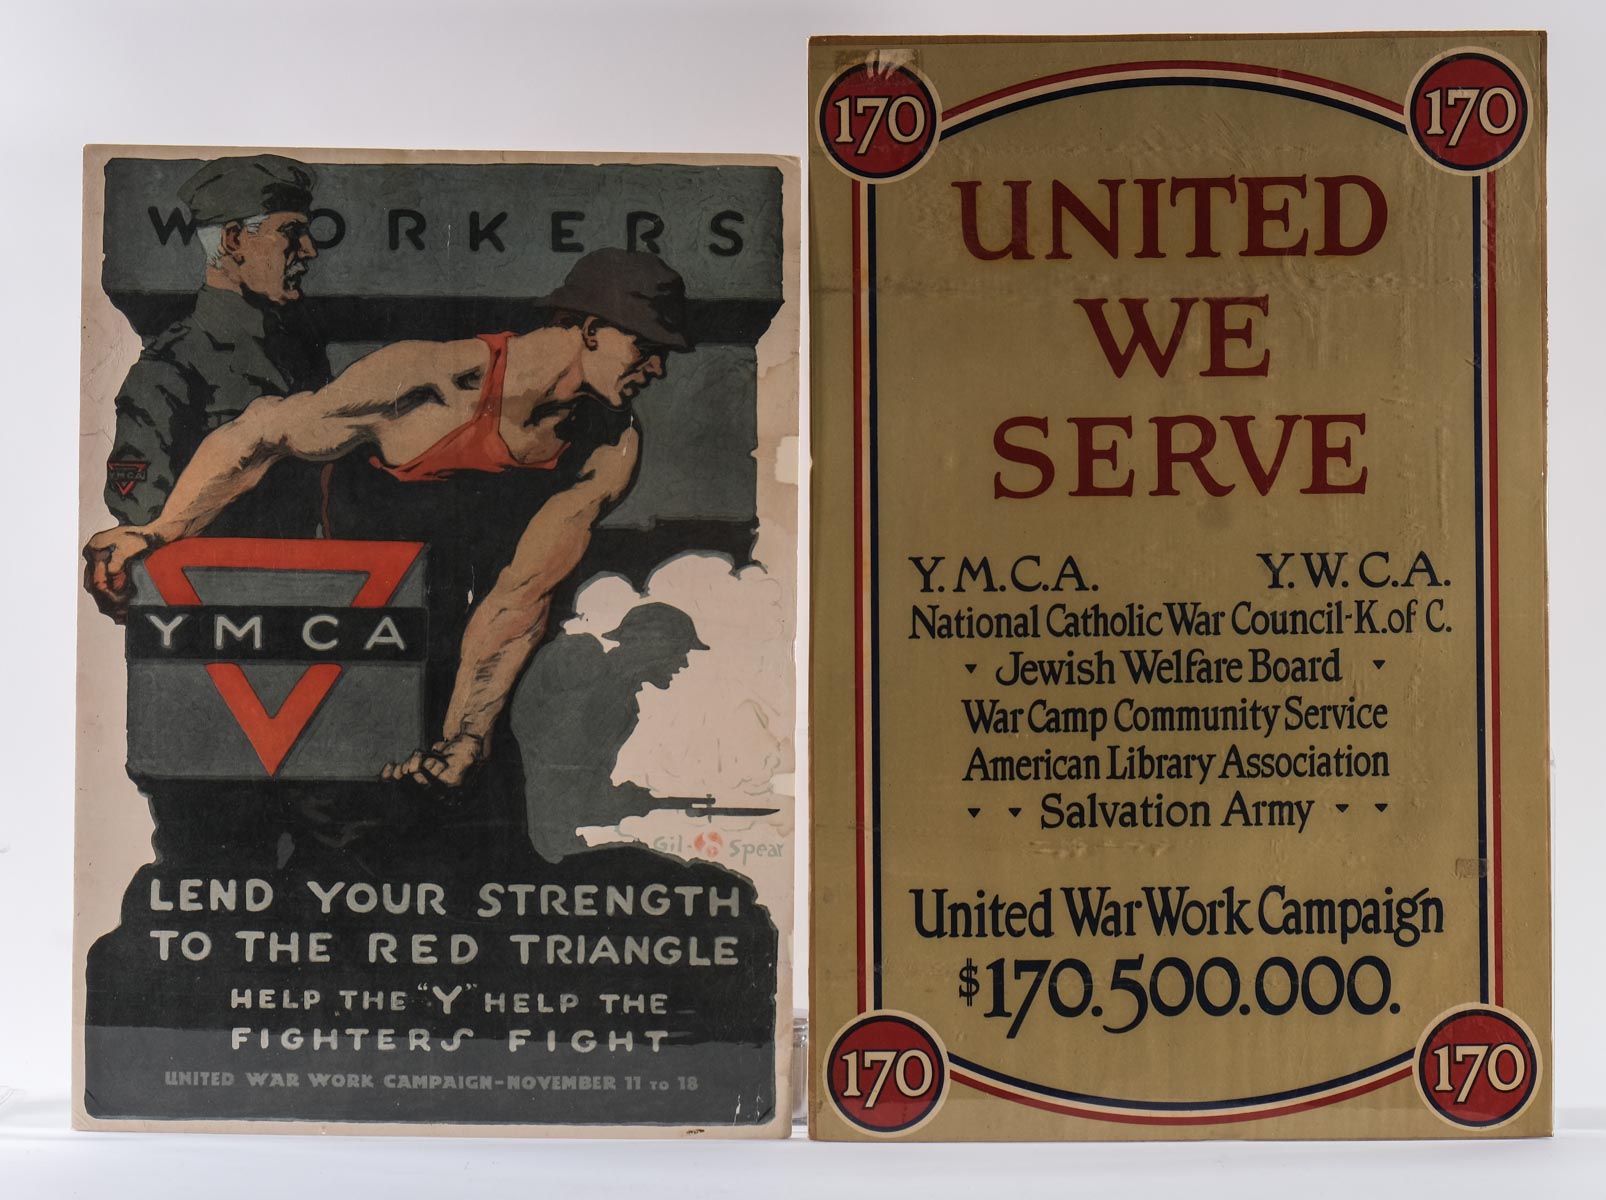 WORKERS
YMCA
YMCA
Gil Spear
LEND YOUR STRENGTH
TO THE RED TRIANGLE
HELP THE "Y" HELP THE
FIGHTERS FIGHT
UNITED WAR WORK CAMPAIGN-NOVEMBER 11 TO 18
170
170
UNITED
WE
SERVE
Y.M.C.A. Y.W.C.A.
National Catholic War Council-K.of C.
Jewish Welfare Board
War Camp Community Service
American Library Association
Salvation Army
United War Work Campaign
$170.500.000.
170
170